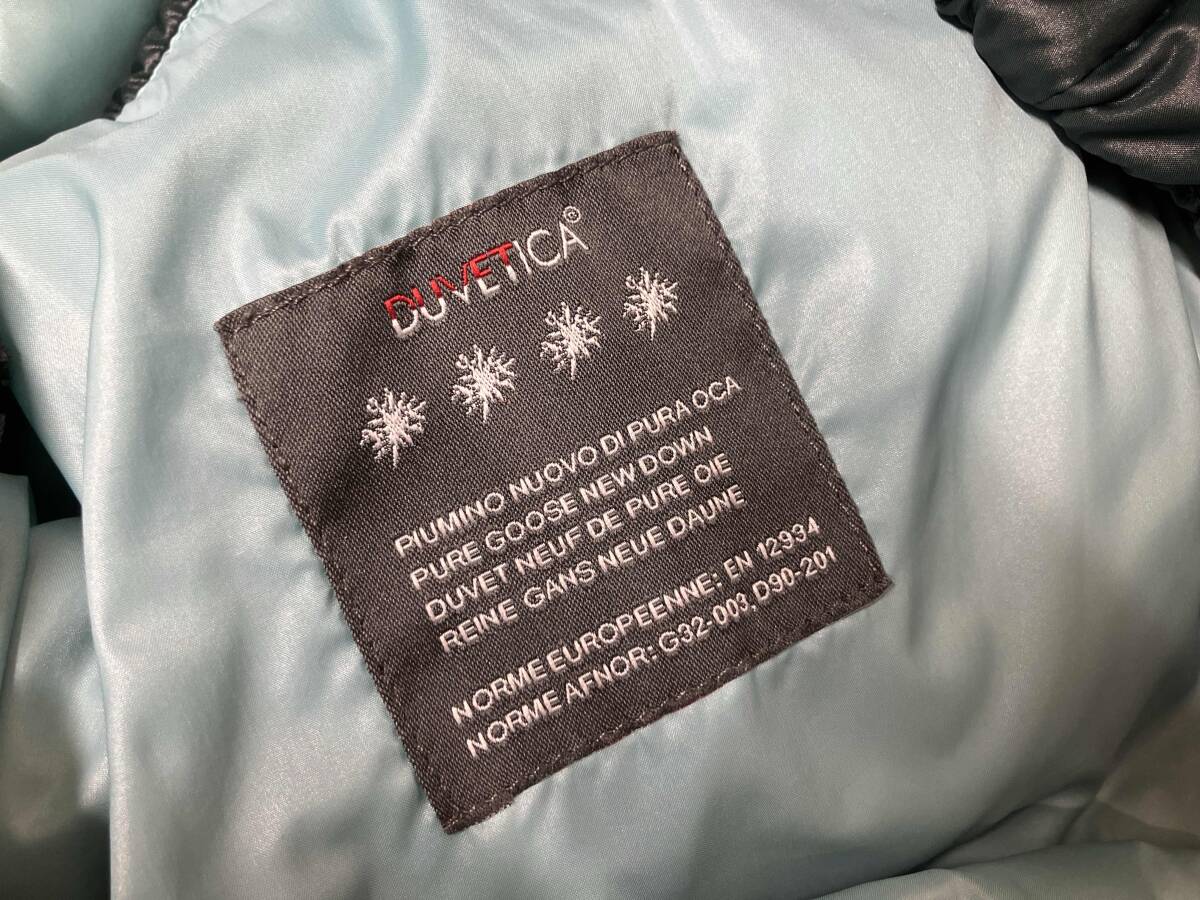 DUVETICA®
PIUMINO NUOVO DI PURA OCA
PURE GOOSE NEW DOWN
DUVET NEUF DE PURE OIE
REINE GANS NEUE DAUNE
NORME EUROPEENNE: EN 12934
NORME AFNOR: G32-003, D90-201